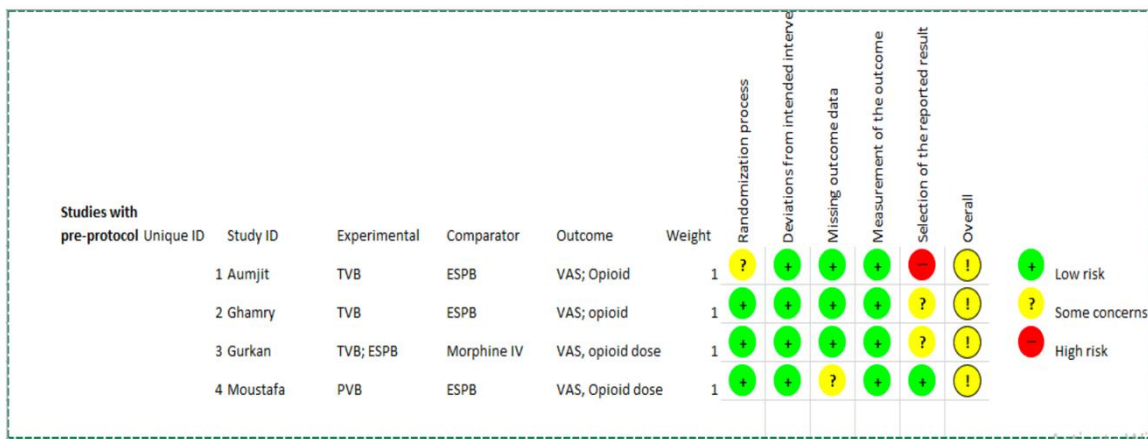 Randomization process
Deviations from intended interve
Missing outcome data
Measurement of the outcome
Selection of the reported result
Overall
Studies with
pre-protocol Unique ID Study ID Experimental Comparator Outcome Weight
1 Aumjit TVB ESPB VAS; Opioid 1 ? + + + − !
+ Low risk
2 Ghamry TVB ESPB VAS; opioid 1 + + + + ? !
? Some concerns
3 Gurkan TVB; ESPB Morphine IV VAS, opioid dose 1 + + + + ? !
− High risk
4 Moustafa PVB ESPB VAS, Opioid dose 1 + + ? + + !